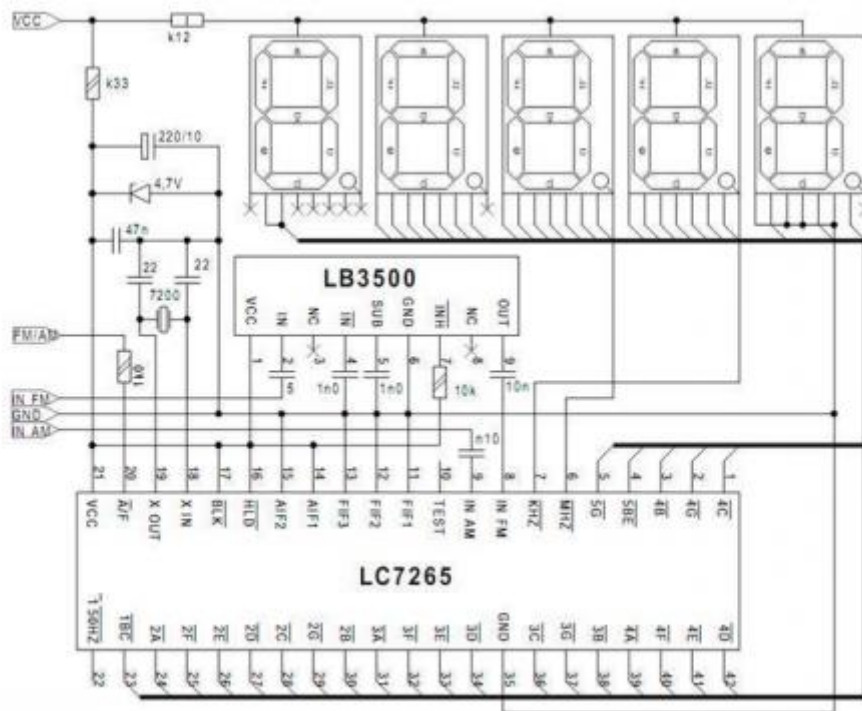 VCC
k12
k33
220/10
4,7V
47n
22
22
7200
FM/AM
IN FM
GND
IN AM
LB3500
VCC
IN
NC
IN
SUB
GND
INH
NC
OUT
1
2
3
4
5
6
7
8
9
5
1n0
1n0
10k
10n
n10
21
20
19
18
17
16
15
14
13
12
11
10
9
8
7
6
5
4
3
2
1
VCC
A/F
X OUT
X IN
BLK
HLD
AIF2
AIF1
FIF3
FIF2
FIF1
TEST
IN AM
IN FM
KHZ
MHZ
5G
5BE
4B
4G
4C
LC7265
50HZ
1BC
2A
2F
2E
2D
2C
2G
2B
3A
3F
3E
3D
GND
3C
3G
3B
4A
4F
4E
4D
22
23
24
25
26
27
28
29
30
31
32
33
34
35
36
37
38
39
40
41
42